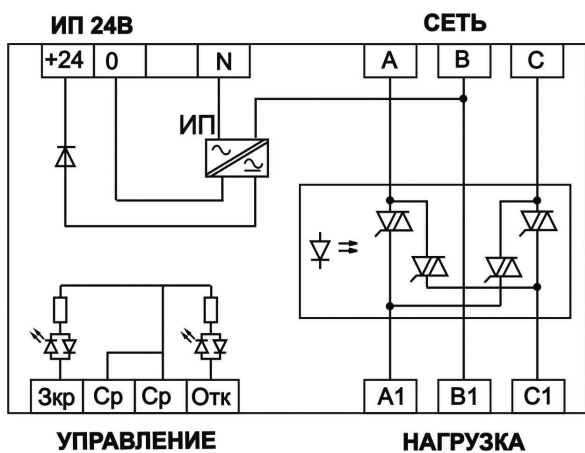 ИП 24В СЕТЬ
+24 0 N A B C
ИП
Зкр Ср Ср Отк A1 B1 C1
УПРАВЛЕНИЕ НАГРУЗКА